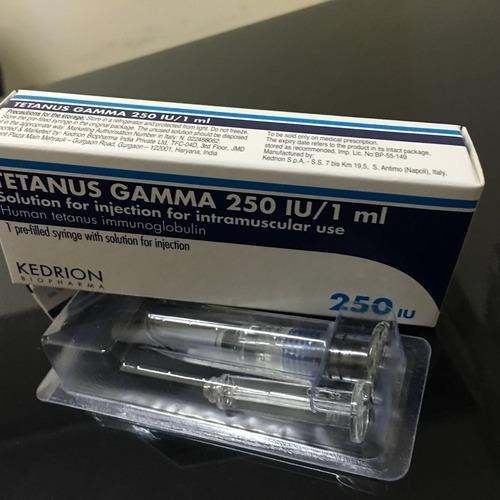 TETANUS GAMMA 250 IU/1 ml
Precautions for the storage: Store in a refrigerator and protected from light. Do not freeze.
Store the pre-filled syringe in the original package. The unused solution should be disposed
in the appropriate way. Marketing Authorisation Number in Italy: N. 022488062
& Marketed by: Kedrion Biopharma India Private Ltd, TFC-04D, 3rd Floor, JMD
Plaza Main Mehrauli - Gurgaon Road, Gurgaon - 122001, Haryana, India
To be sold only on medical prescription.
The expiry date refers to the product in its intact package,
stored as recommended. Imp. Lic. No:BP-55-149
Manufactured by:
Kedrion S.p.A. - S.S. 7 bis Km 19,5, S. Antimo (Napoli), Italy.
TETANUS GAMMA 250 IU/1 ml
Solution for injection for intramuscular use
Human tetanus immunoglobulin
1 pre-filled syringe with solution for injection
KEDRION
BIOPHARMA
250 IU